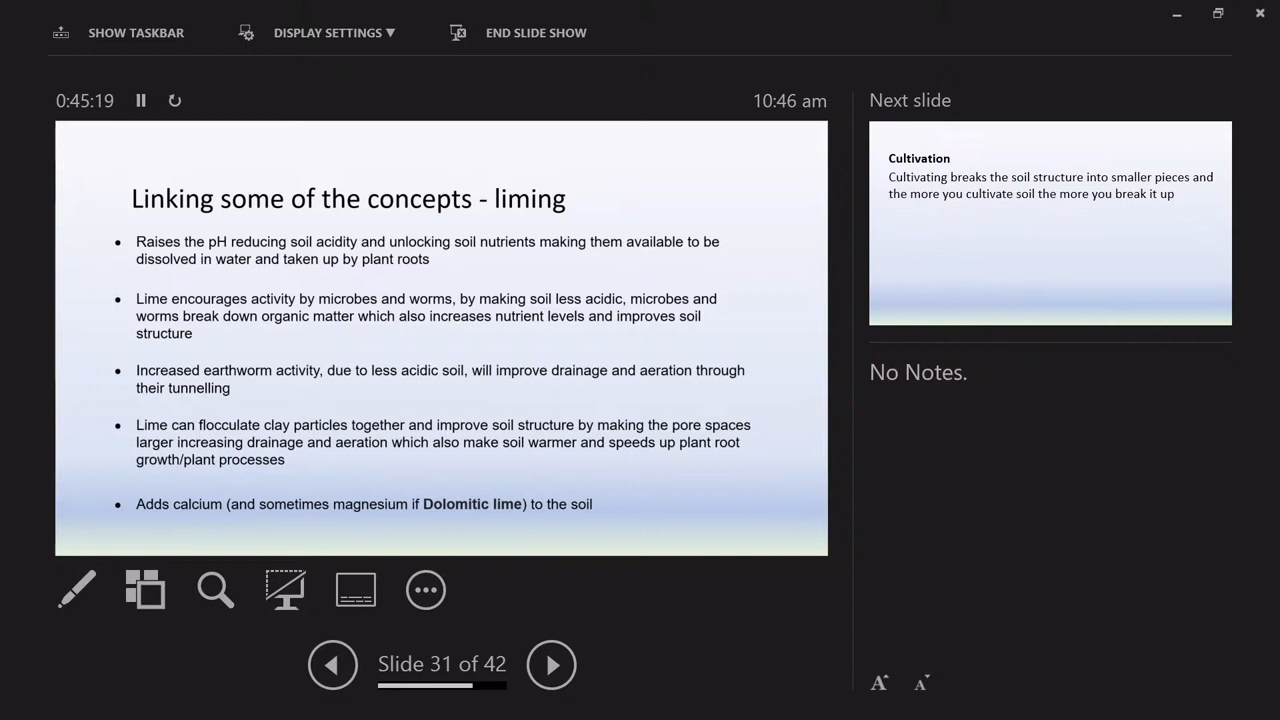 SHOW TASKBAR
DISPLAY SETTINGS ▼
END SLIDE SHOW
0:45:19
10:46 am
Linking some of the concepts - liming
• Raises the pH reducing soil acidity and unlocking soil nutrients making them available to be
dissolved in water and taken up by plant roots
• Lime encourages activity by microbes and worms, by making soil less acidic, microbes and
worms break down organic matter which also increases nutrient levels and improves soil
structure
• Increased earthworm activity, due to less acidic soil, will improve drainage and aeration through
their tunnelling
• Lime can flocculate clay particles together and improve soil structure by making the pore spaces
larger increasing drainage and aeration which also make soil warmer and speeds up plant root
growth/plant processes
• Adds calcium (and sometimes magnesium if Dolomitic lime) to the soil
Slide 31 of 42
Next slide
Cultivation
Cultivating breaks the soil structure into smaller pieces and
the more you cultivate soil the more you break it up
No Notes.
A A